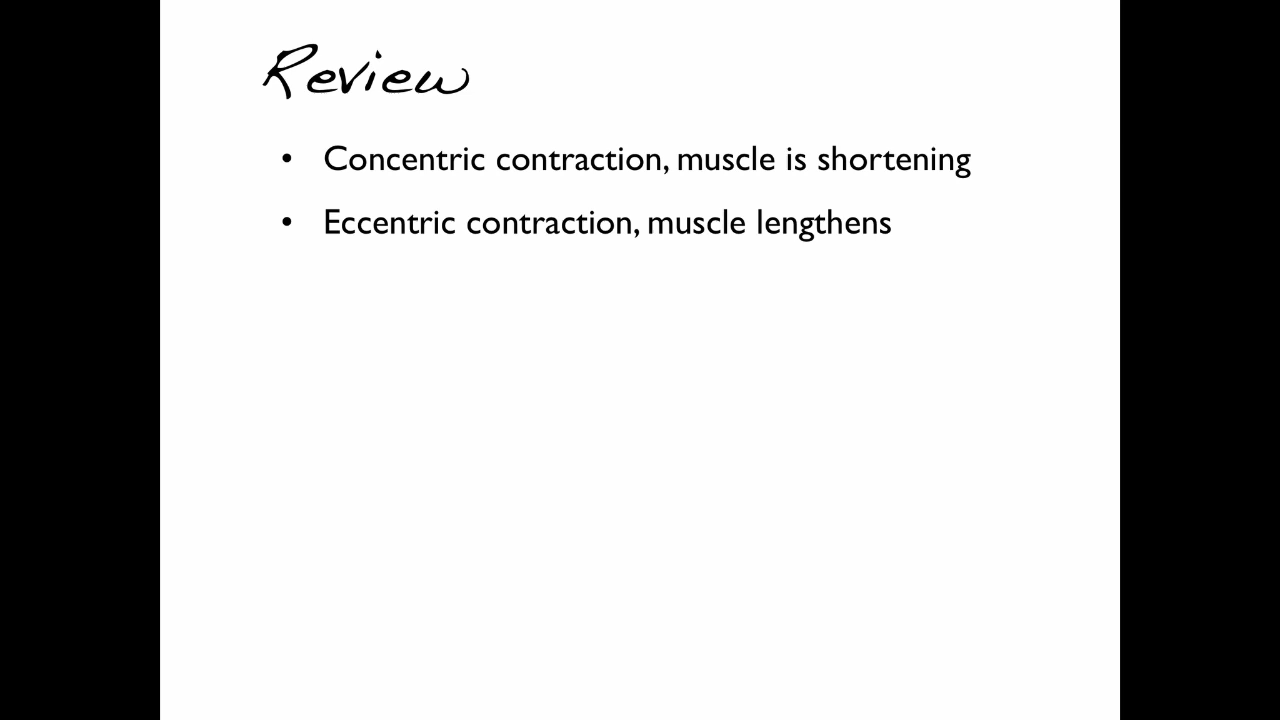 Review
• Concentric contraction, muscle is shortening
• Eccentric contraction, muscle lengthens